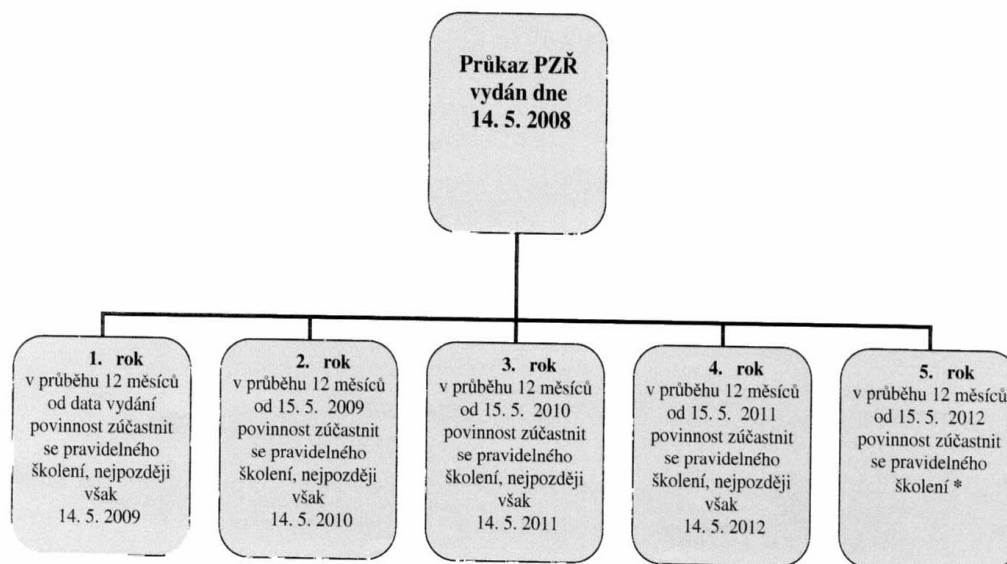 Průkaz PZŘ
vydán dne
14. 5. 2008
1. rok
v průběhu 12 měsíců
od data vydání
povinnost zúčastnit
se pravidelného
školení, nejpozději
však
14. 5. 2009
2. rok
v průběhu 12 měsíců
od 15. 5. 2009
povinnost zúčastnit
se pravidelného
školení, nejpozději
však
14. 5. 2010
3. rok
v průběhu 12 měsíců
od 15. 5. 2010
povinnost zúčastnit
se pravidelného
školení, nejpozději
však
14. 5. 2011
4. rok
v průběhu 12 měsíců
od 15. 5. 2011
povinnost zúčastnit
se pravidelného
školení, nejpozději
však
14. 5. 2012
5. rok
v průběhu 12 měsíců
od 15. 5. 2012
povinnost zúčastnit
se pravidelného
školení *